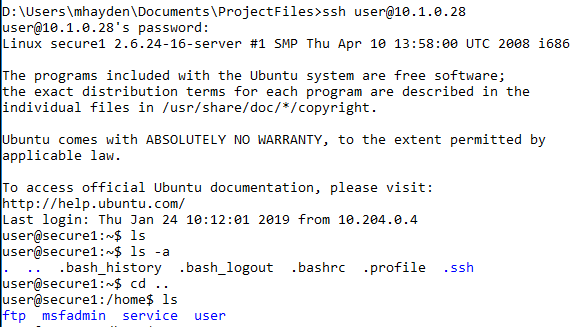 D:\Users\mhayden\Documents\ProjectFiles>ssh user@10.1.0.28
user@10.1.0.28's password:
Linux secure1 2.6.24-16-server #1 SMP Thu Apr 10 13:58:00 UTC 2008 i686
The programs included with the Ubuntu system are free software;
the exact distribution terms for each program are described in the
individual files in /usr/share/doc/*/copyright.
Ubuntu comes with ABSOLUTELY NO WARRANTY, to the extent permitted by
applicable law.
To access official Ubuntu documentation, please visit:
http://help.ubuntu.com/
Last login: Thu Jan 24 10:12:01 2019 from 10.204.0.4
user@secure1:~$ ls
user@secure1:~$ ls -a
. .. .bash_history .bash_logout .bashrc .profile .ssh
user@secure1:~$ cd ..
user@secure1:/home$ ls
ftp msfadmin service user